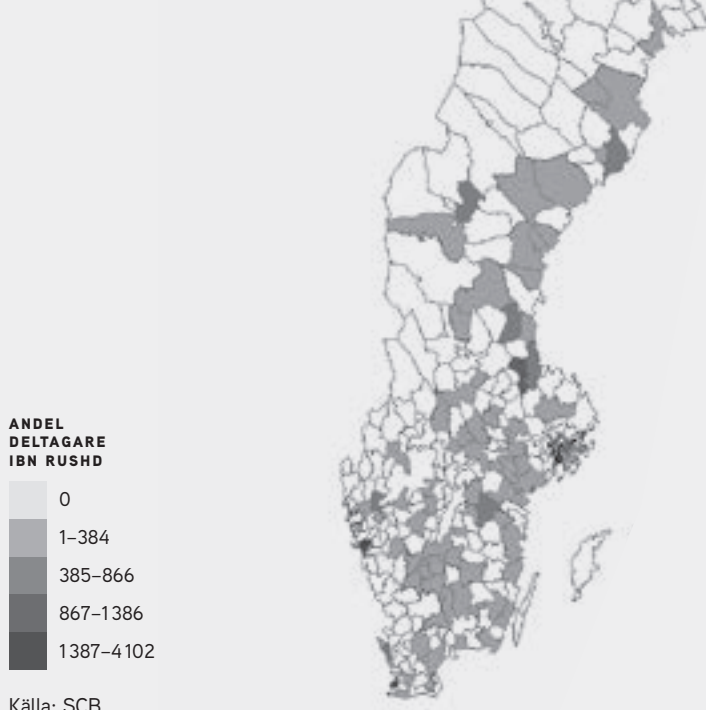 ANDEL
DELTAGARE
IBN RUSHD
0
1–384
385–866
867–1386
1387–4102
Källa: SCB